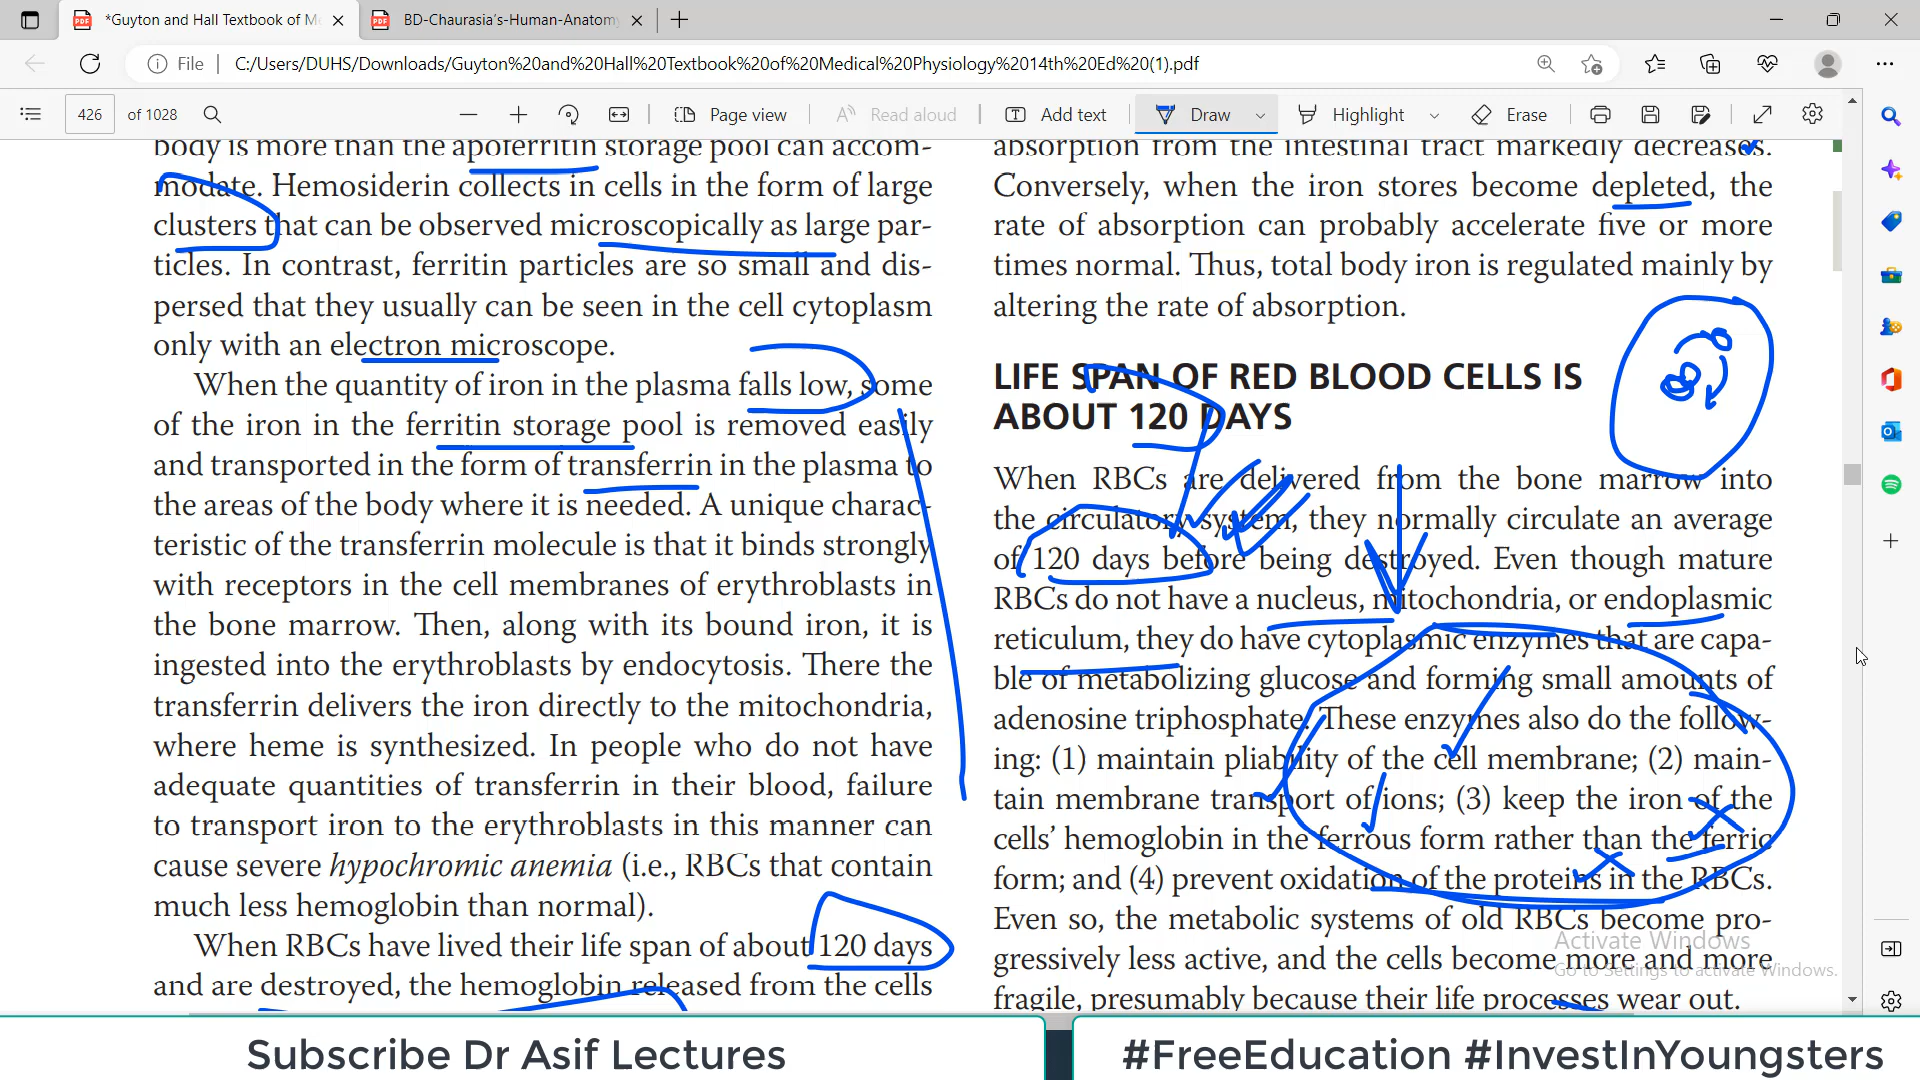 *Guyton and Hall Textbook of M
BD-Chaurasia's-Human-Anatomy
File
C:/Users/DUHS/Downloads/Guyton%20and%20Hall%20Textbook%20of%20Medical%20Physiology%2014th%20Ed%20(1).pdf
426 of 1028
Page view
Read aloud
Add text
Draw
Highlight
Erase
body is more than the apoferritin storage pool can accom-
modate. Hemosiderin collects in cells in the form of large
clusters that can be observed microscopically as large par-
ticles. In contrast, ferritin particles are so small and dis-
persed that they usually can be seen in the cell cytoplasm
only with an electron microscope.
When the quantity of iron in the plasma falls low, some
of the iron in the ferritin storage pool is removed easily
and transported in the form of transferrin in the plasma to
the areas of the body where it is needed. A unique charac-
teristic of the transferrin molecule is that it binds strongly
with receptors in the cell membranes of erythroblasts in
the bone marrow. Then, along with its bound iron, it is
ingested into the erythroblasts by endocytosis. There the
transferrin delivers the iron directly to the mitochondria,
where heme is synthesized. In people who do not have
adequate quantities of transferrin in their blood, failure
to transport iron to the erythroblasts in this manner can
cause severe hypochromic anemia (i.e., RBCs that contain
much less hemoglobin than normal).
When RBCs have lived their life span of about 120 days
and are destroyed, the hemoglobin released from the cells
absorption from the intestinal tract markedly decreases.
Conversely, when the iron stores become depleted, the
rate of absorption can probably accelerate five or more
times normal. Thus, total body iron is regulated mainly by
altering the rate of absorption.
LIFE SPAN OF RED BLOOD CELLS IS
ABOUT 120 DAYS
When RBCs are delivered from the bone marrow into
the circulatory system, they normally circulate an average
of 120 days before being destroyed. Even though mature
RBCs do not have a nucleus, mitochondria, or endoplasmic
reticulum, they do have cytoplasmic enzymes that are capa-
ble of metabolizing glucose and forming small amounts of
adenosine triphosphate. These enzymes also do the follow-
ing: (1) maintain pliability of the cell membrane; (2) main-
tain membrane transport of ions; (3) keep the iron of the
cells' hemoglobin in the ferrous form rather than the ferric
form; and (4) prevent oxidation of the proteins in the RBCs.
Even so, the metabolic systems of old RBCs become pro-
gressively less active, and the cells become more and more
fragile, presumably because their life processes wear out.
Activate Windows
Go to Settings to activate Windows.
Subscribe Dr Asif Lectures
#FreeEducation #InvestInYoungsters